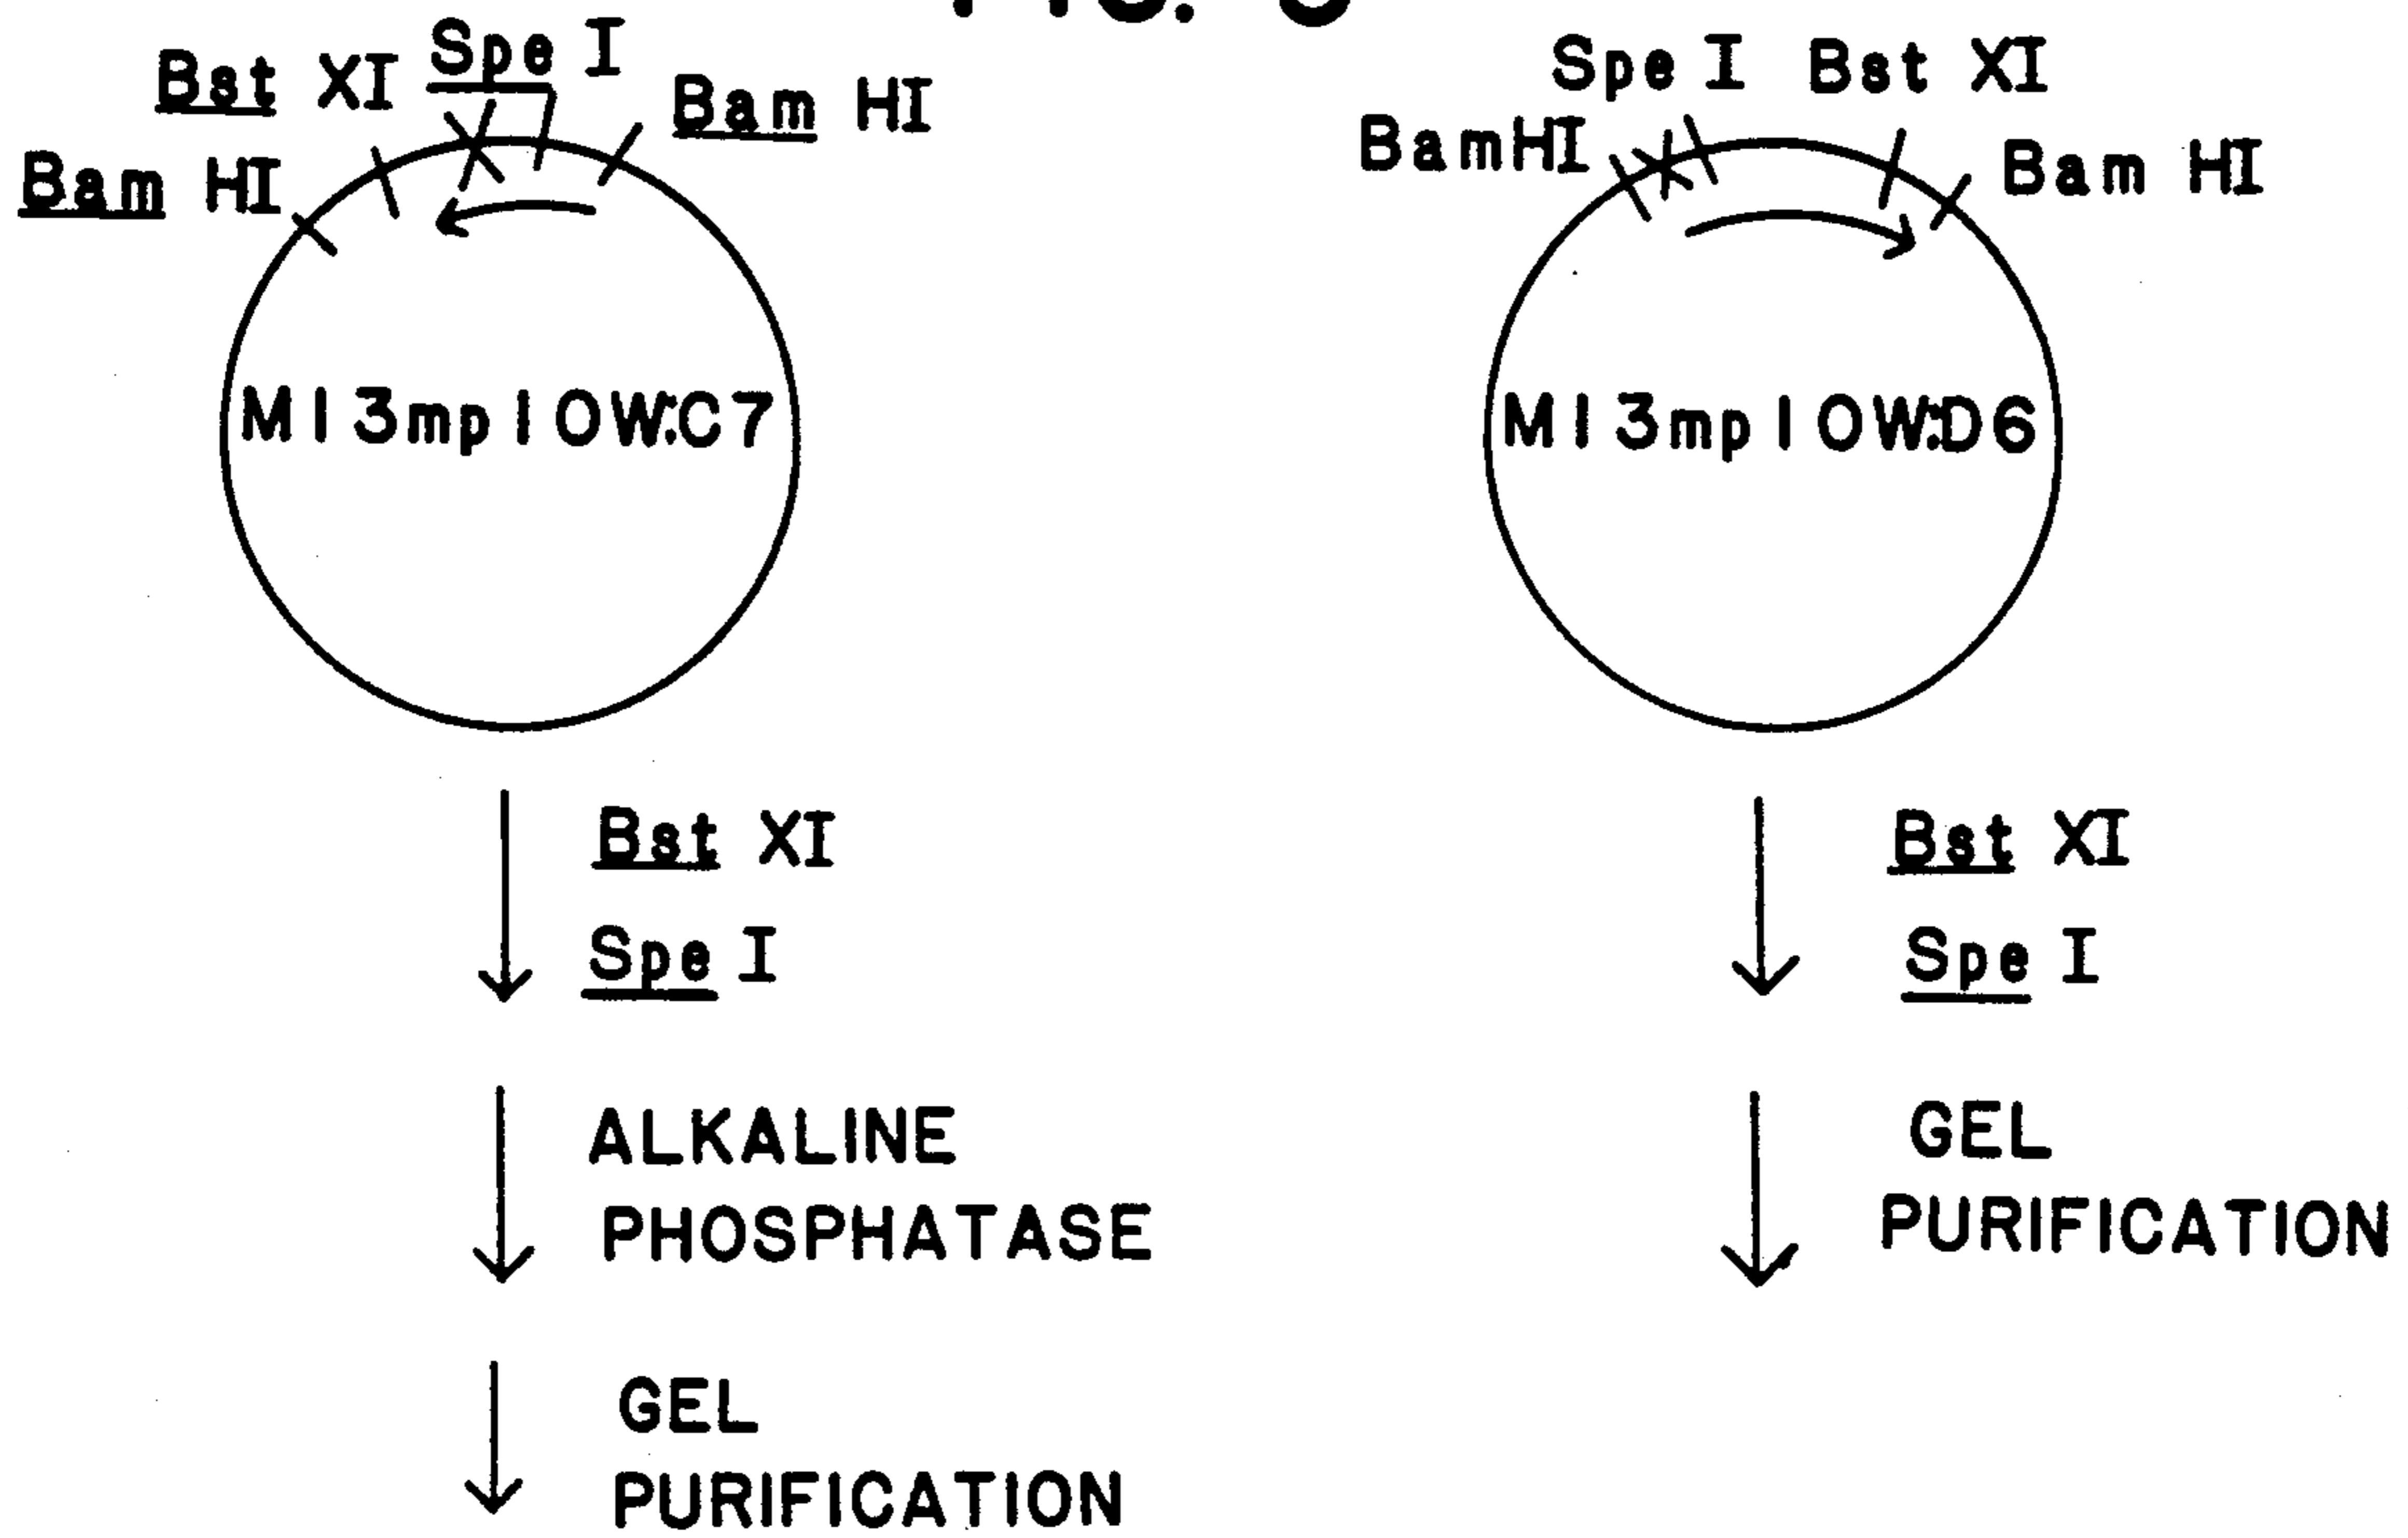 Spe I
Bst XI
Bam HI
Bam HI
M13mp10W:C7
Bst XI
Spe I
ALKALINE
PHOSPHATASE
GEL
PURIFICATION
Spe I Bst XI
BamHI
Bam HI
M13mp10W:D6
Bst XI
Spe I
GEL
PURIFICATION